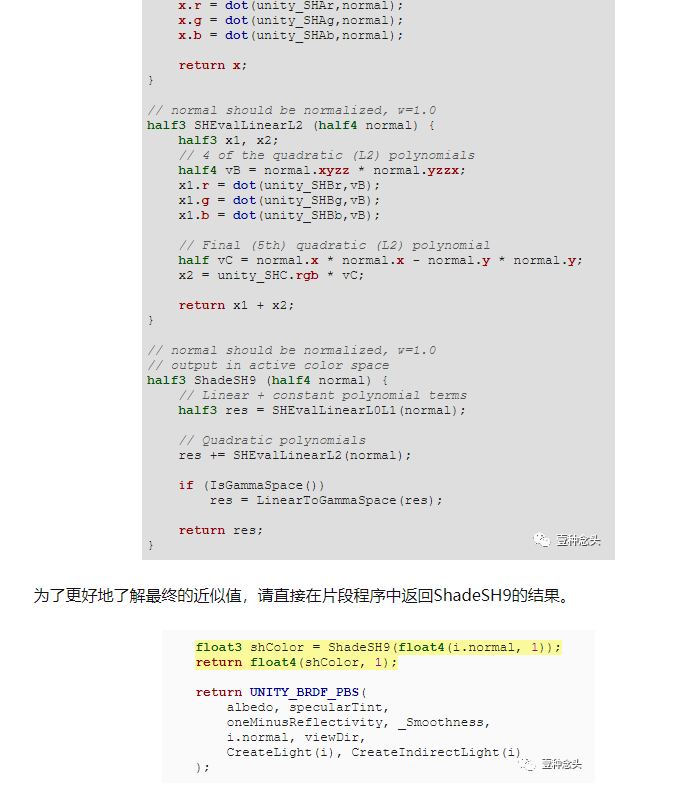 x.r = dot(unity_SHAr,normal);
x.g = dot(unity_SHAg,normal);
x.b = dot(unity_SHAb,normal);
return x;
}
// normal should be normalized, w=1.0
half3 SHEvalLinearL2 (half4 normal) {
half3 x1, x2;
// 4 of the quadratic (L2) polynomials
half4 vB = normal.xyzz * normal.yzzx;
x1.r = dot(unity_SHBr,vB);
x1.g = dot(unity_SHBg,vB);
x1.b = dot(unity_SHBb,vB);
// Final (5th) quadratic (L2) polynomial
half vC = normal.x * normal.x - normal.y * normal.y;
x2 = unity_SHC.rgb * vC;
return x1 + x2;
}
// normal should be normalized, w=1.0
// output in active color space
half3 ShadeSH9 (half4 normal) {
// Linear + constant polynomial terms
half3 res = SHEvalLinearL0L1(normal);
// Quadratic polynomials
res += SHEvalLinearL2(normal);
if (IsGammaSpace())
res = LinearToGammaSpace(res);
return res;
}
壹种念头
为了更好地了解最终的近似值，请直接在片段程序中返回ShadeSH9的结果。
float3 shColor = ShadeSH9(float4(i.normal, 1));
return float4(shColor, 1);
return UNITY_BRDF_PBS(
albedo, specularTint,
oneMinusReflectivity, _Smoothness,
i.normal, viewDir,
CreateLight(i), CreateIndirectLight(i)
);
壹种念头